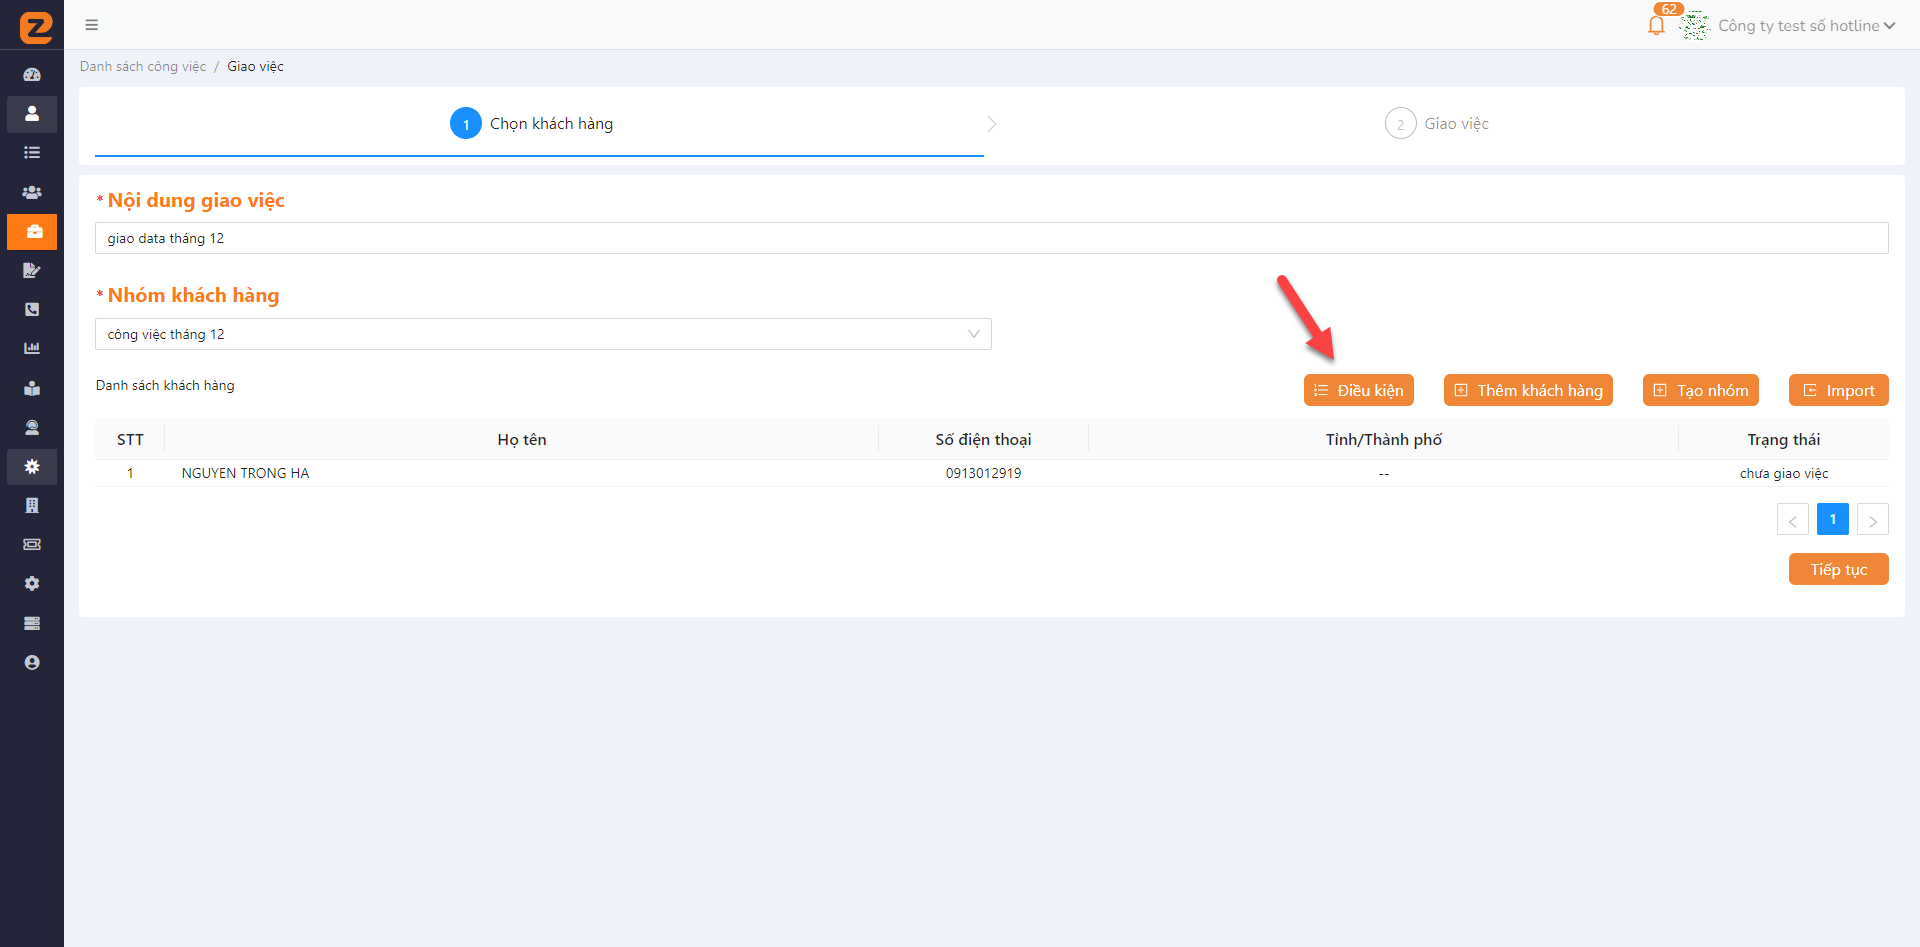 62
Công ty test số hotline
Danh sách công việc / Giao việc
1 Chọn khách hàng
2 Giao việc
* Nội dung giao việc
giao data tháng 12
* Nhóm khách hàng
công việc tháng 12
Danh sách khách hàng
Điều kiện
Thêm khách hàng
Tạo nhóm
Import
STT Họ tên Số điện thoại Tỉnh/Thành phố Trạng thái
1 NGUYEN TRONG HA 0913012919 -- chưa giao việc
< 1 >
Tiếp tục